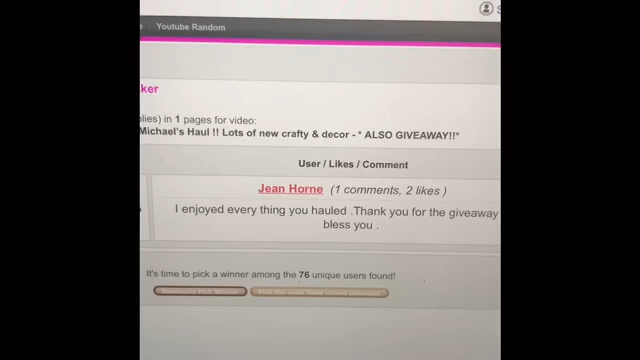 Youtube Random
ker
plies) in 1 pages for video:
Michael's Haul !! Lots of new crafty & decor - * ALSO GIVEAWAY!!*
User / Likes / Comment
Jean Horne (1 comments, 2 likes )
I enjoyed every thing you hauled .Thank you for the giveaway
bless you .
It's time to pick a winner among the 76 unique users found!